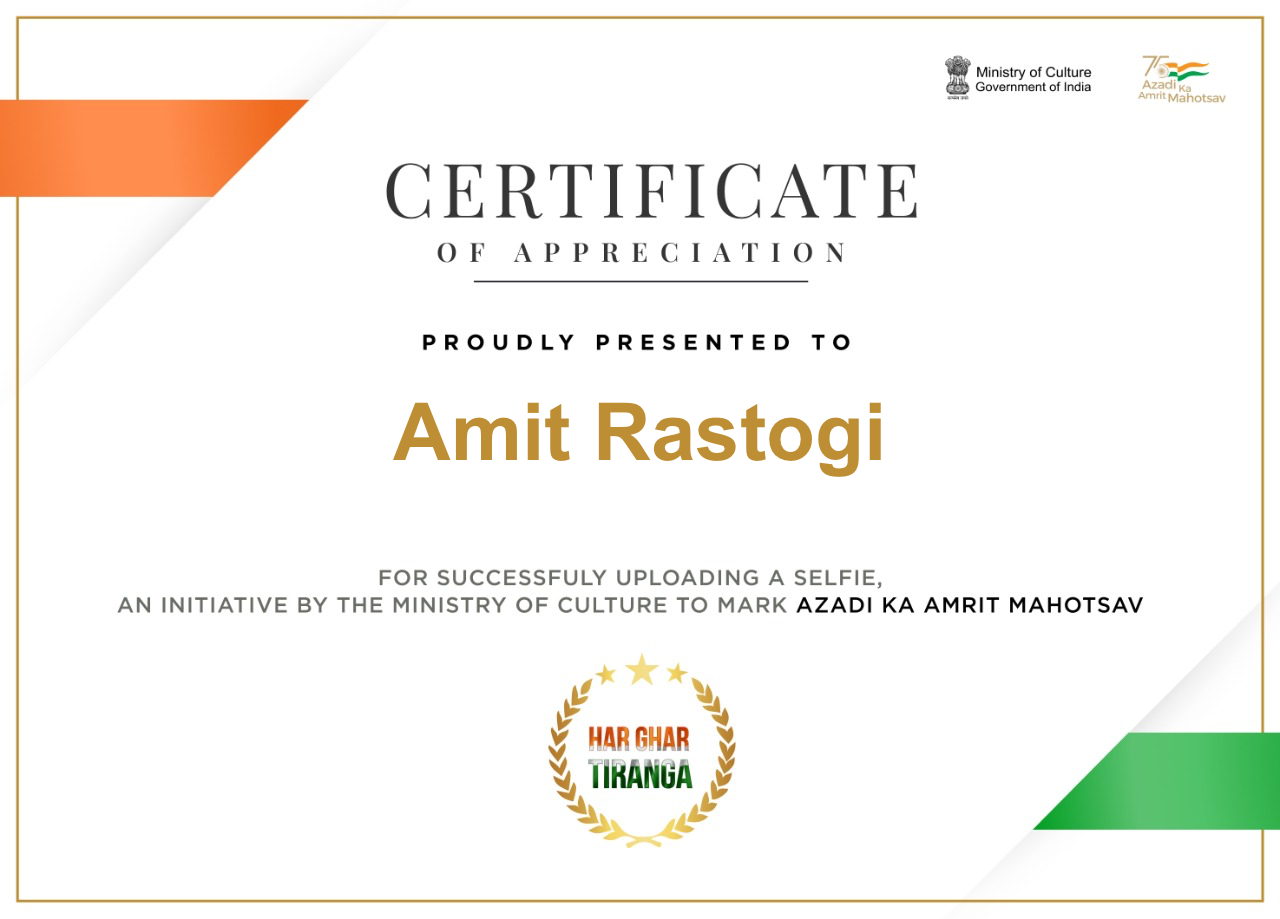 Ministry of Culture
Government of India
75
Azadi Ka
Amrit Mahotsav
CERTIFICATE
OF APPRECIATION
PROUDLY PRESENTED TO
Amit Rastogi
FOR SUCCESSFULY UPLOADING A SELFIE,
AN INITIATIVE BY THE MINISTRY OF CULTURE TO MARK AZADI KA AMRIT MAHOTSAV
HAR GHAR
TIRANGA